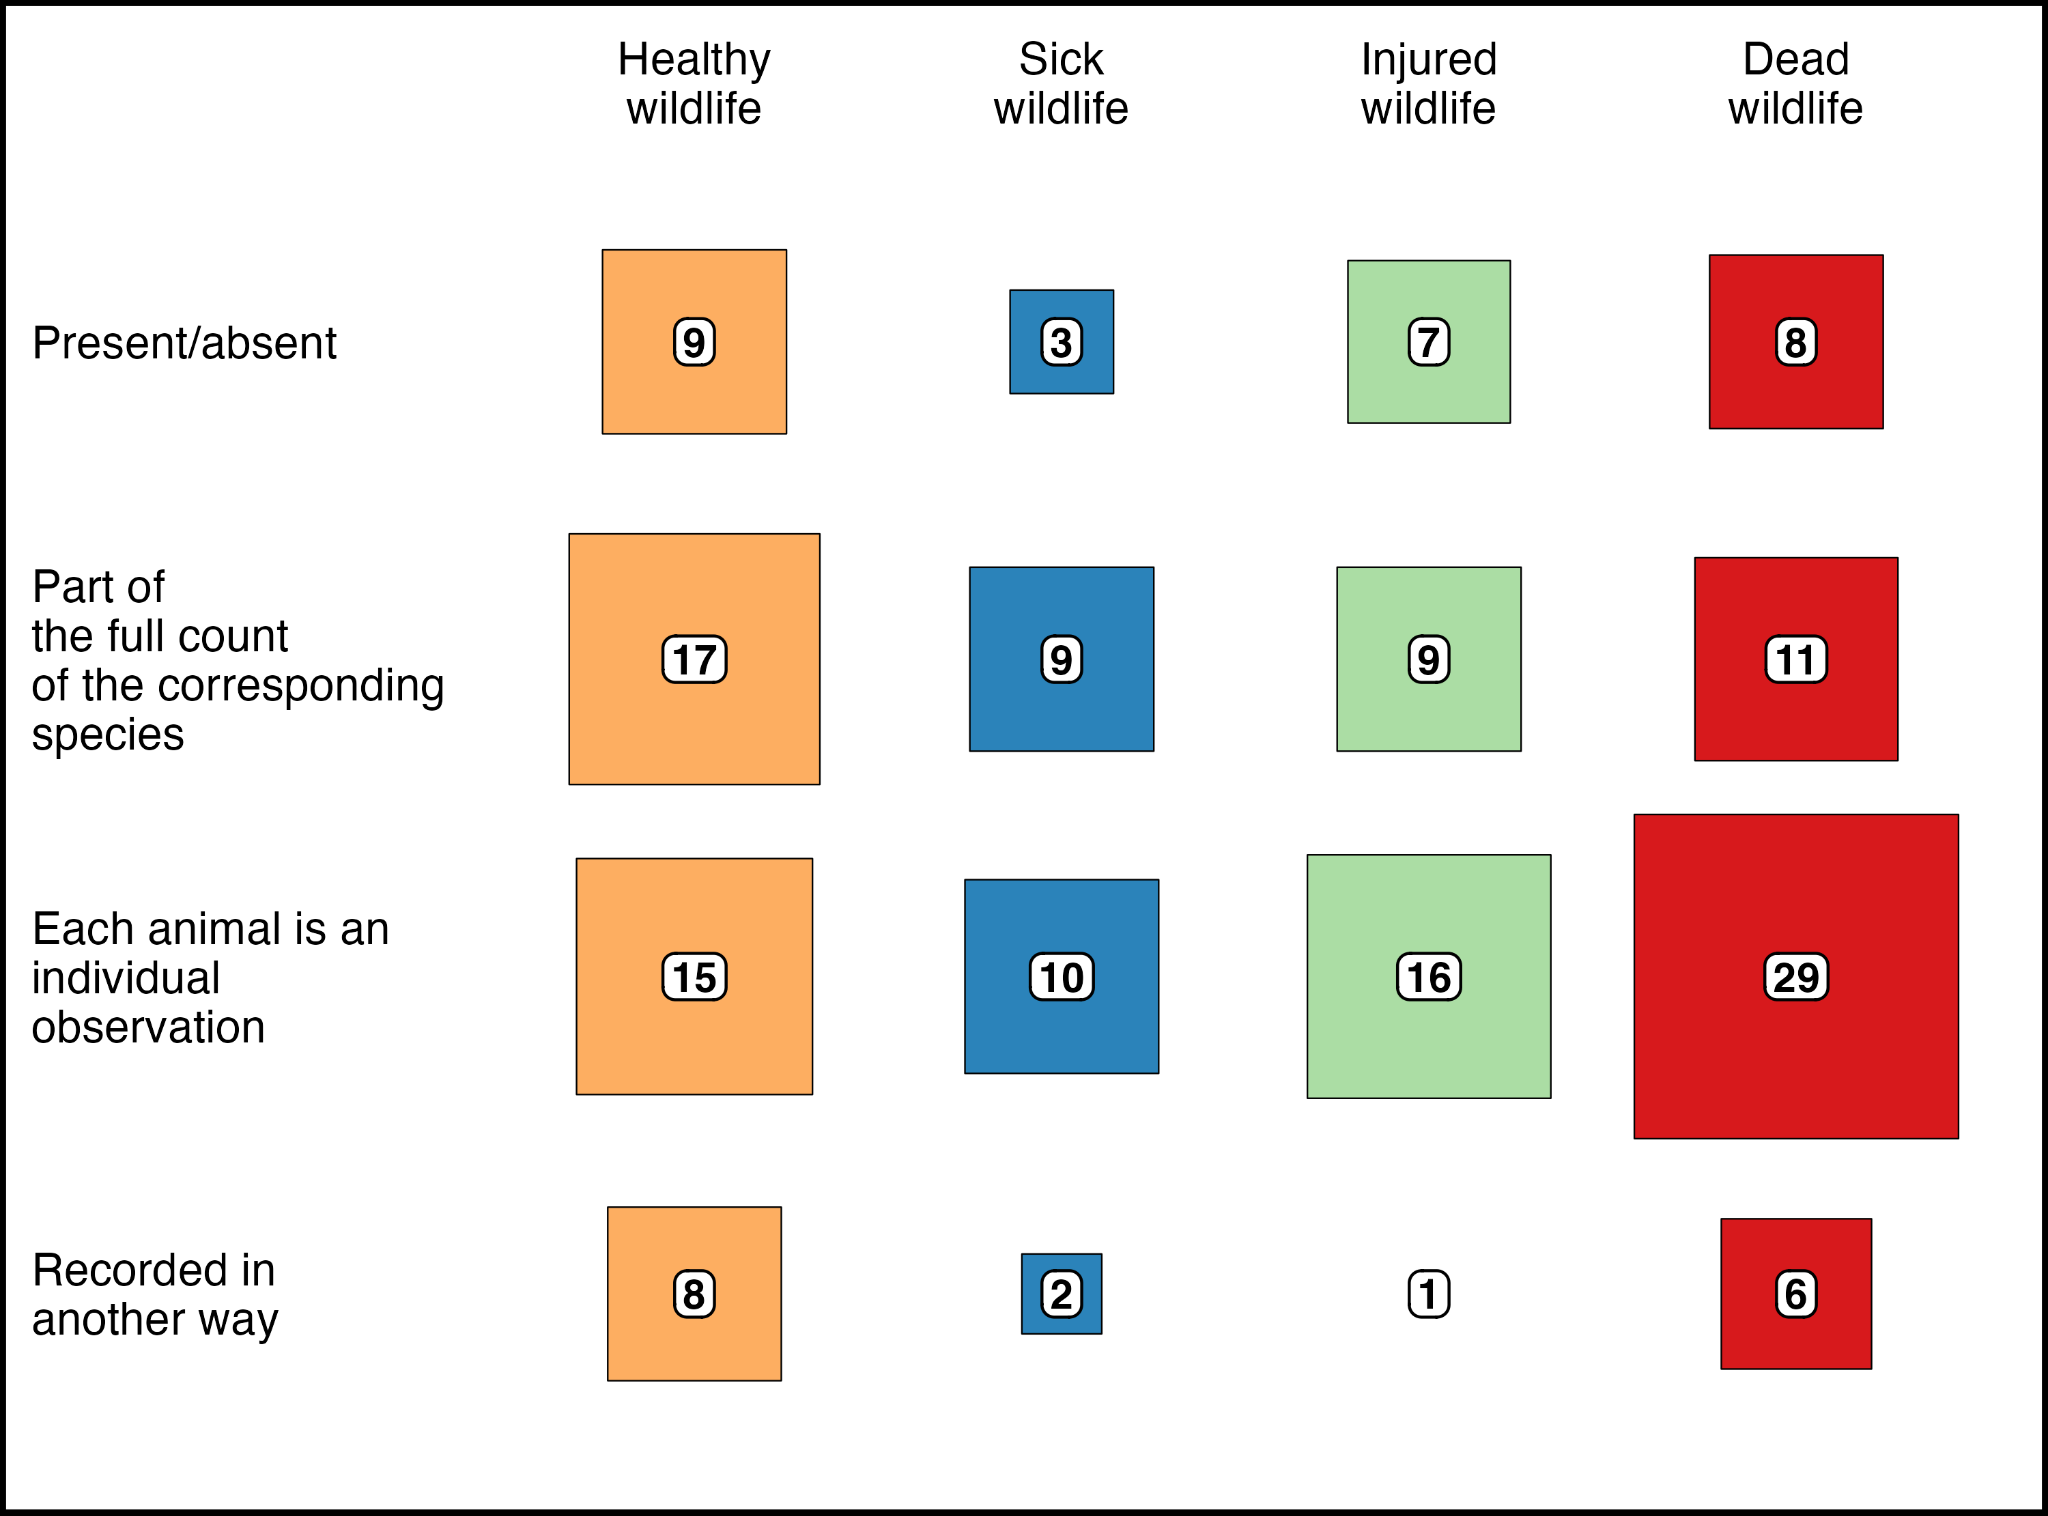 Healthy
wildlife
Sick
wildlife
Injured
wildlife
Dead
wildlife
Present/absent
9
3
7
8
Part of
the full count
of the corresponding
species
17
9
9
11
Each animal is an
individual
observation
15
10
16
29
Recorded in
another way
8
2
1
6